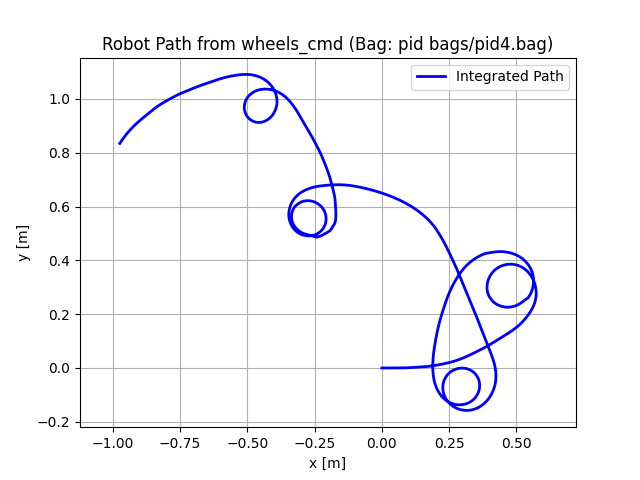 Robot Path from wheels_cmd (Bag: pid bags/pid4.bag)
Integrated Path
1.0
0.8
0.6
0.4
0.2
0.0
−0.2
y [m]
−1.00 −0.75 −0.50 −0.25 0.00 0.25 0.50
x [m]